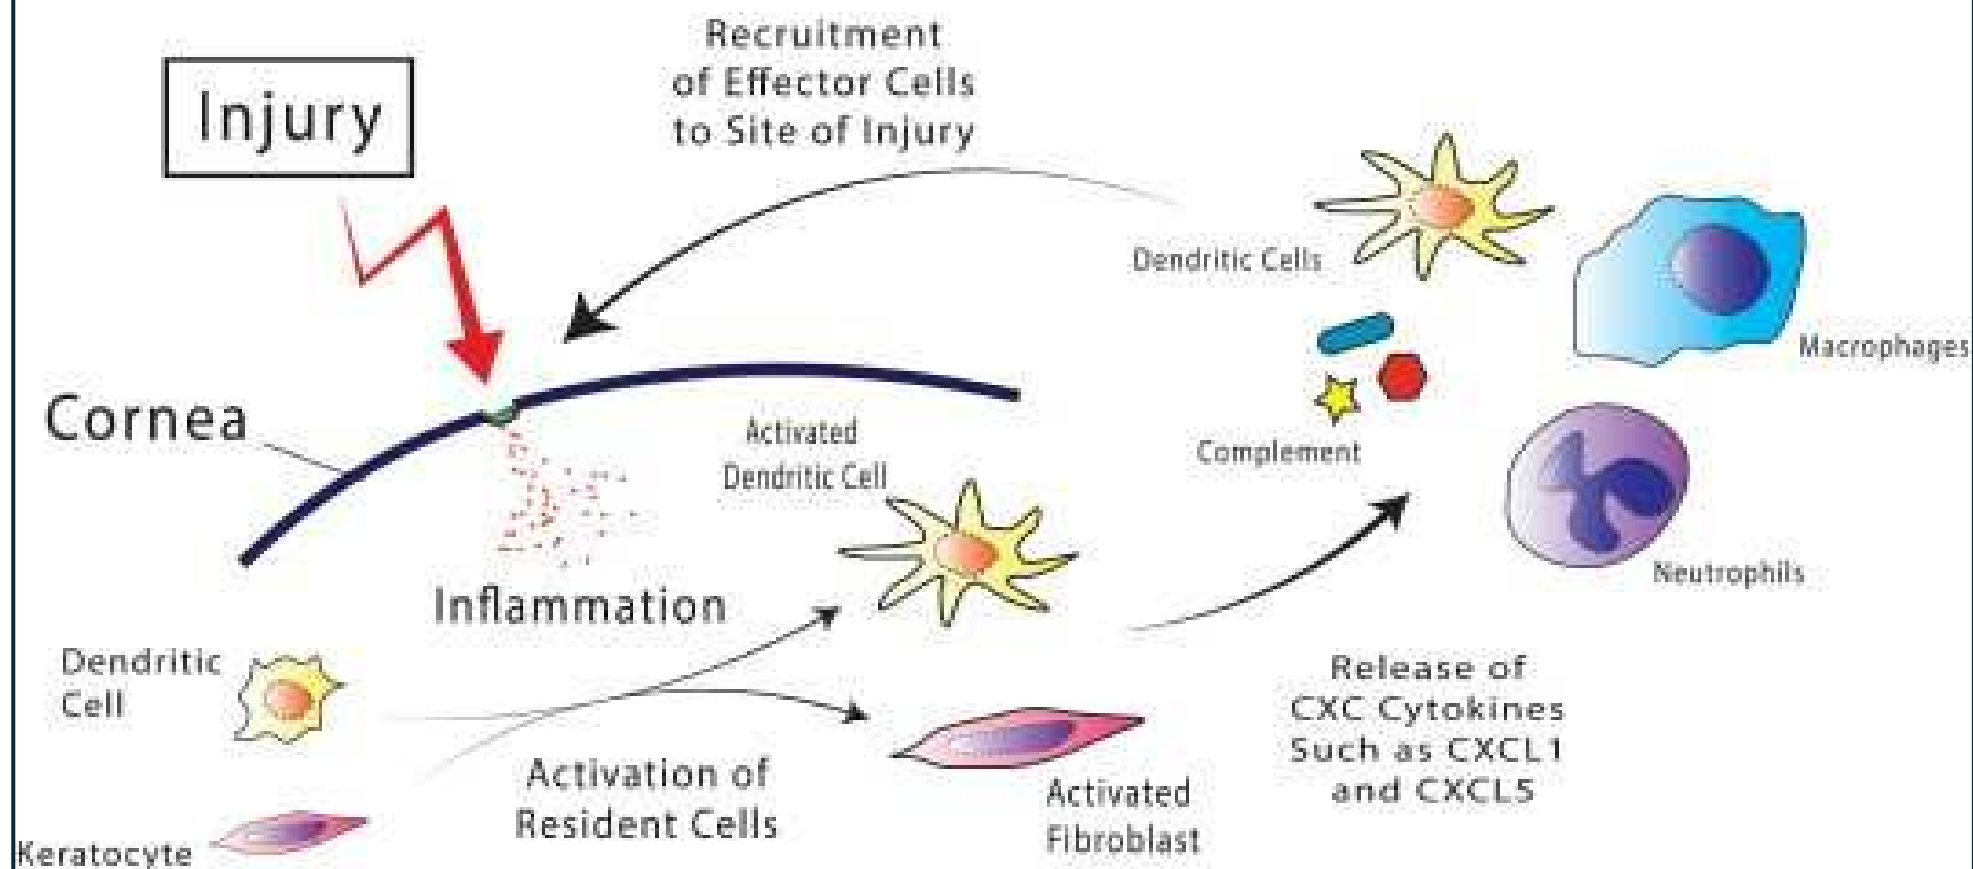 Recruitment
of Effector Cells
to Site of Injury
Injury
Dendritic Cells
Macrophages
Cornea
Activated
Dendritic Cell
Complement
Neutrophils
Inflammation
Dendritic
Cell
Release of
CXC Cytokines
Such as CXCL1
and CXCL5
Activation of
Resident Cells
Activated
Fibroblast
Keratocyte